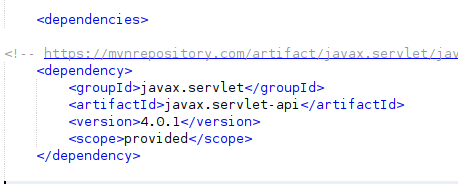 <dependencies>
<!-- https://mvnrepository.com/artifact/javax.servlet/jav
<dependency>
<groupId>javax.servlet</groupId>
<artifactId>javax.servlet-api</artifactId>
<version>4.0.1</version>
<scope>provided</scope>
</dependency>